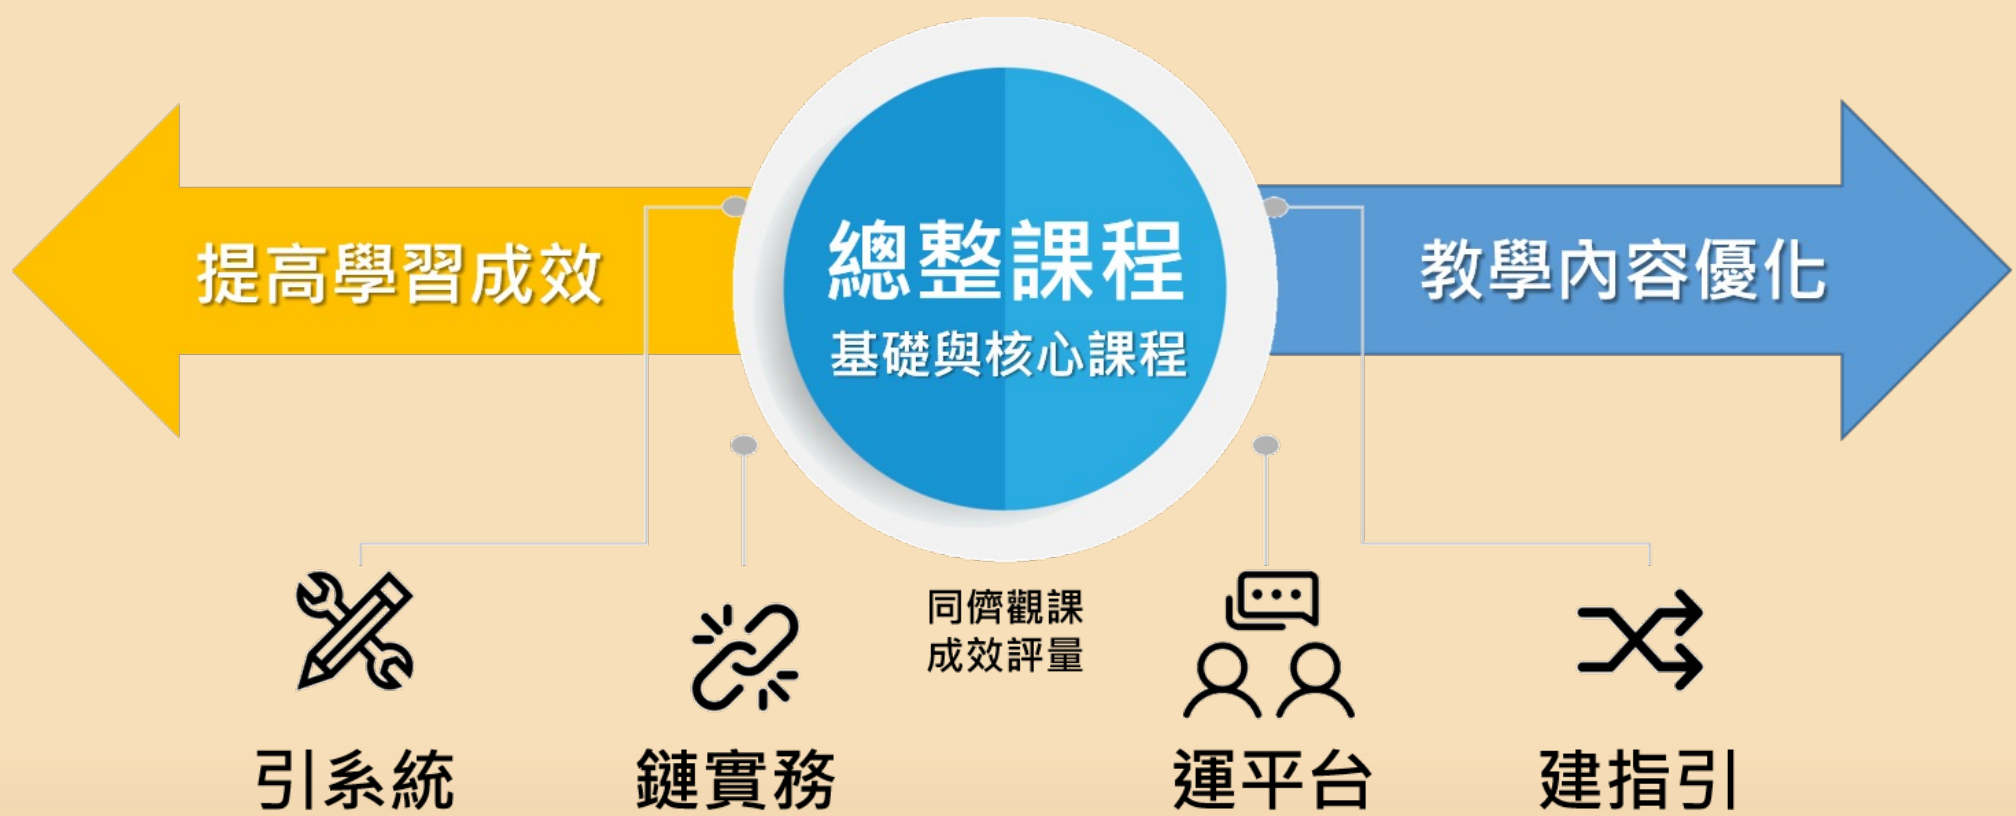 提高學習成效
總整課程
基礎與核心課程
教學內容優化
同儕觀課
成效評量
引系統
鏈實務
運平台
建指引